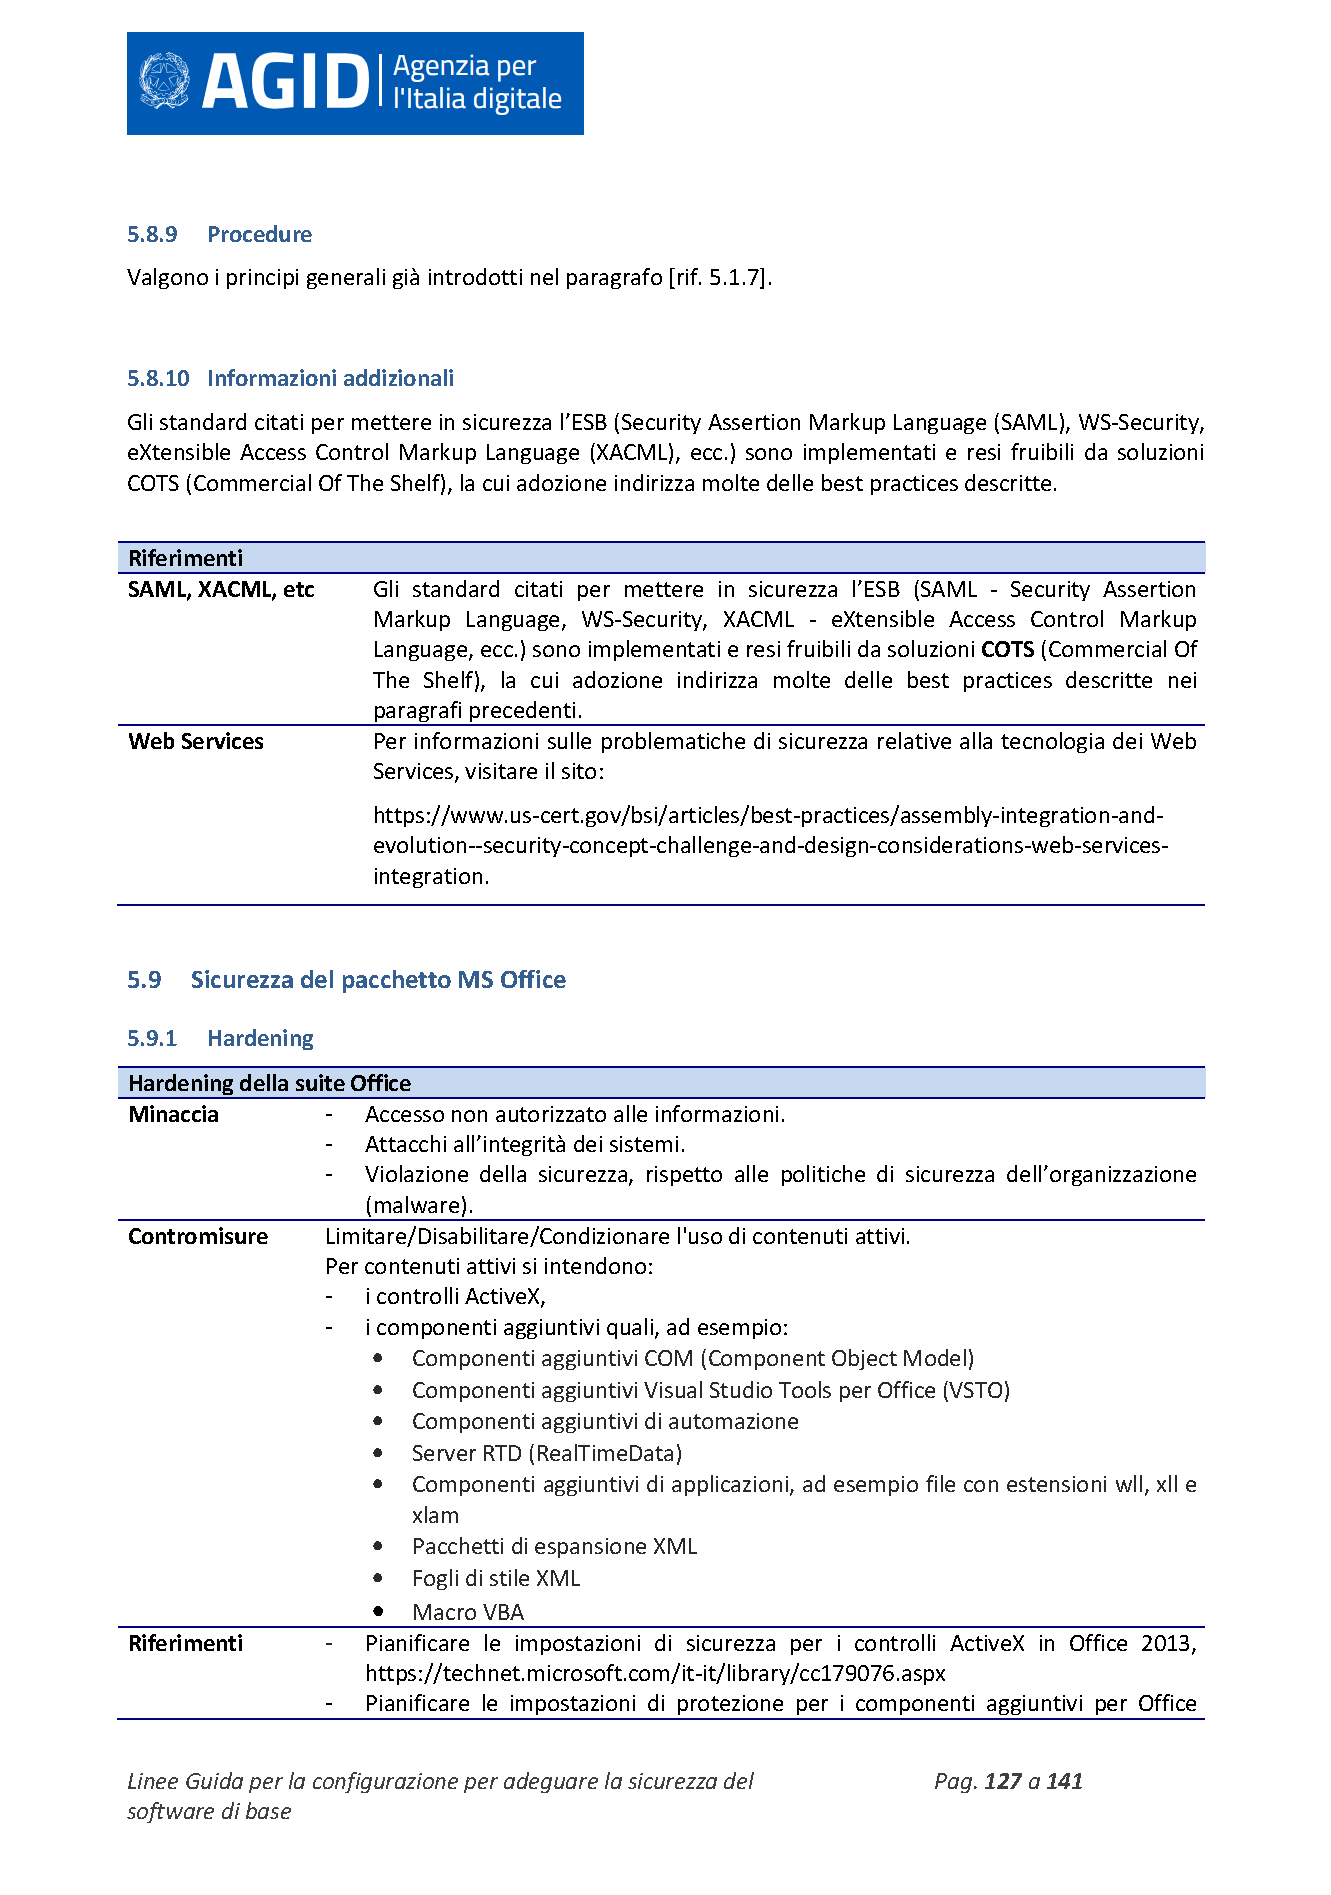 AGID Agenzia per
l'Italia digitale
5.8.9 Procedure
Valgono i principi generali già introdotti nel paragrafo [rif. 5.1.7].
5.8.10 Informazioni addizionali
Gli standard citati per mettere in sicurezza l’ESB (Security Assertion Markup Language (SAML), WS-Security,
eXtensible Access Control Markup Language (XACML), ecc.) sono implementati e resi fruibili da soluzioni
COTS (Commercial Of The Shelf), la cui adozione indirizza molte delle best practices descritte.
Riferimenti
SAML, XACML, etc Gli standard citati per mettere in sicurezza l’ESB (SAML - Security Assertion
Markup Language, WS-Security, XACML - eXtensible Access Control Markup
Language, ecc.) sono implementati e resi fruibili da soluzioni COTS (Commercial Of
The Shelf), la cui adozione indirizza molte delle best practices descritte nei
paragrafi precedenti.
Web Services Per informazioni sulle problematiche di sicurezza relative alla tecnologia dei Web
Services, visitare il sito:
https://www.us-cert.gov/bsi/articles/best-practices/assembly-integration-and-
evolution--security-concept-challenge-and-design-considerations-web-services-
integration.
5.9 Sicurezza del pacchetto MS Office
5.9.1 Hardening
Hardening della suite Office
Minaccia - Accesso non autorizzato alle informazioni.
- Attacchi all’integrità dei sistemi.
- Violazione della sicurezza, rispetto alle politiche di sicurezza dell’organizzazione
(malware).
Contromisure Limitare/Disabilitare/Condizionare l'uso di contenuti attivi.
Per contenuti attivi si intendono:
- i controlli ActiveX,
- i componenti aggiuntivi quali, ad esempio:
• Componenti aggiuntivi COM (Component Object Model)
• Componenti aggiuntivi Visual Studio Tools per Office (VSTO)
• Componenti aggiuntivi di automazione
• Server RTD (RealTimeData)
• Componenti aggiuntivi di applicazioni, ad esempio file con estensioni wll, xll e
xlam
• Pacchetti di espansione XML
• Fogli di stile XML
• Macro VBA
Riferimenti - Pianificare le impostazioni di sicurezza per i controlli ActiveX in Office 2013,
https://technet.microsoft.com/it-it/library/cc179076.aspx
- Pianificare le impostazioni di protezione per i componenti aggiuntivi per Office
Linee Guida per la configurazione per adeguare la sicurezza del Pag. 127 a 141
software di base